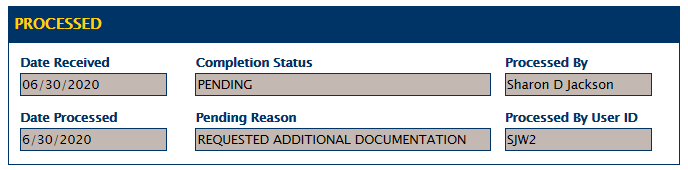 PROCESSED
Date Received Completion Status Processed By
06/30/2020 PENDING Sharon D Jackson
Date Processed Pending Reason Processed By User ID
6/30/2020 REQUESTED ADDITIONAL DOCUMENTATION SJW2